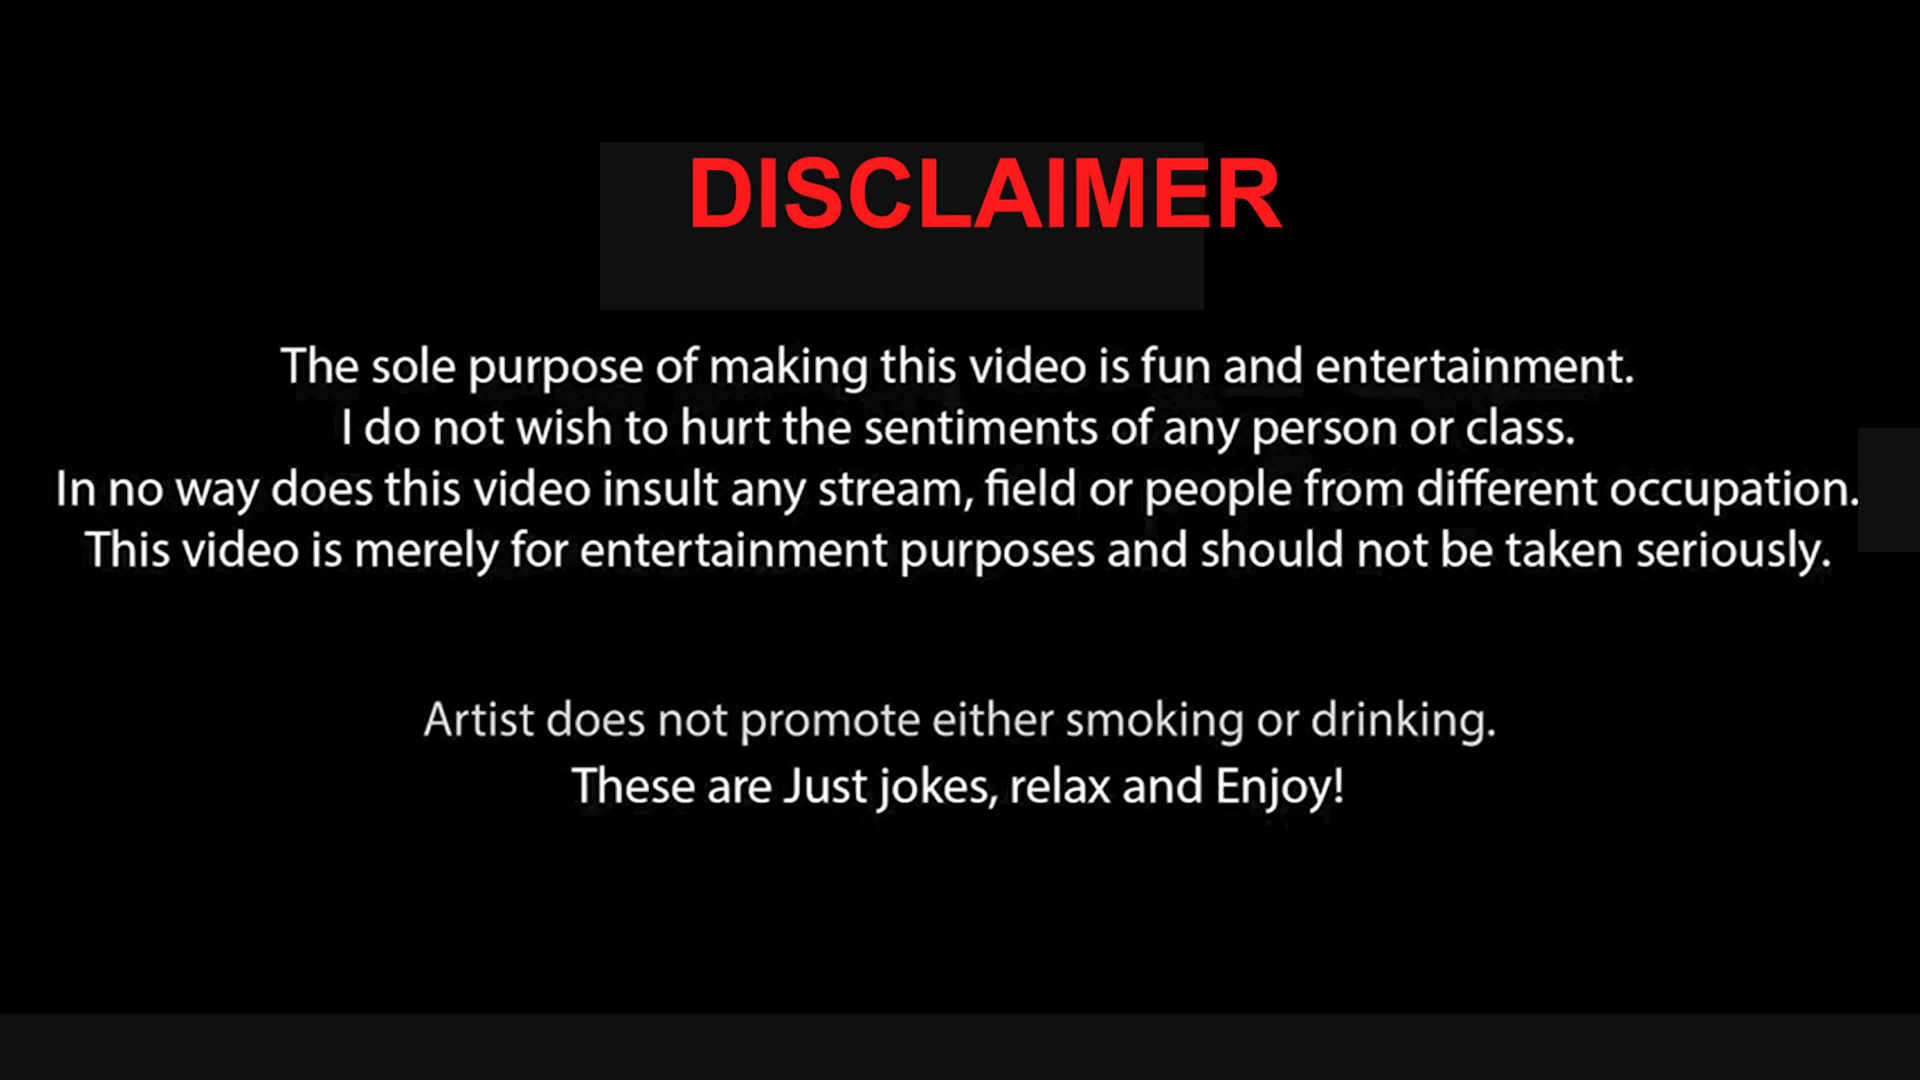 DISCLAIMER
The sole purpose of making this video is fun and entertainment.
I do not wish to hurt the sentiments of any person or class.
In no way does this video insult any stream, field or people from different occupation.
This video is merely for entertainment purposes and should not be taken seriously.
Artist does not promote either smoking or drinking.
These are Just jokes, relax and Enjoy!